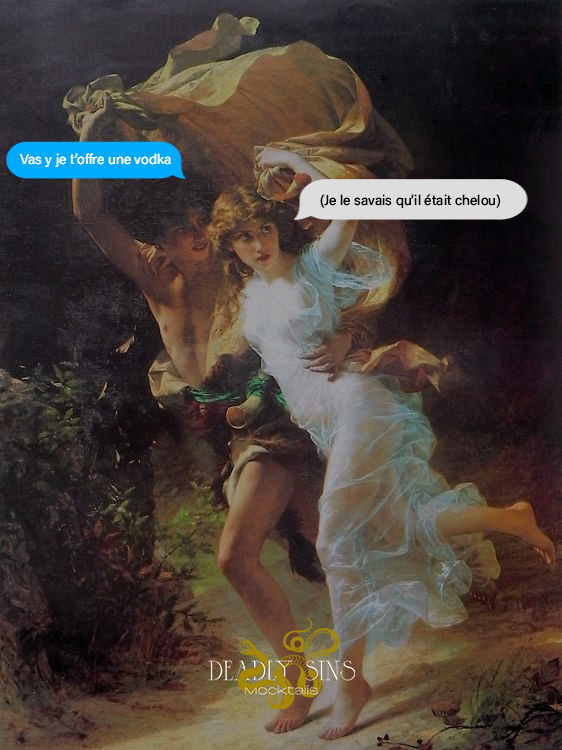 Vas y je t'offre une vodka
(Je le savais qu'il était chelou)
DEADLY SINS
Mocktails